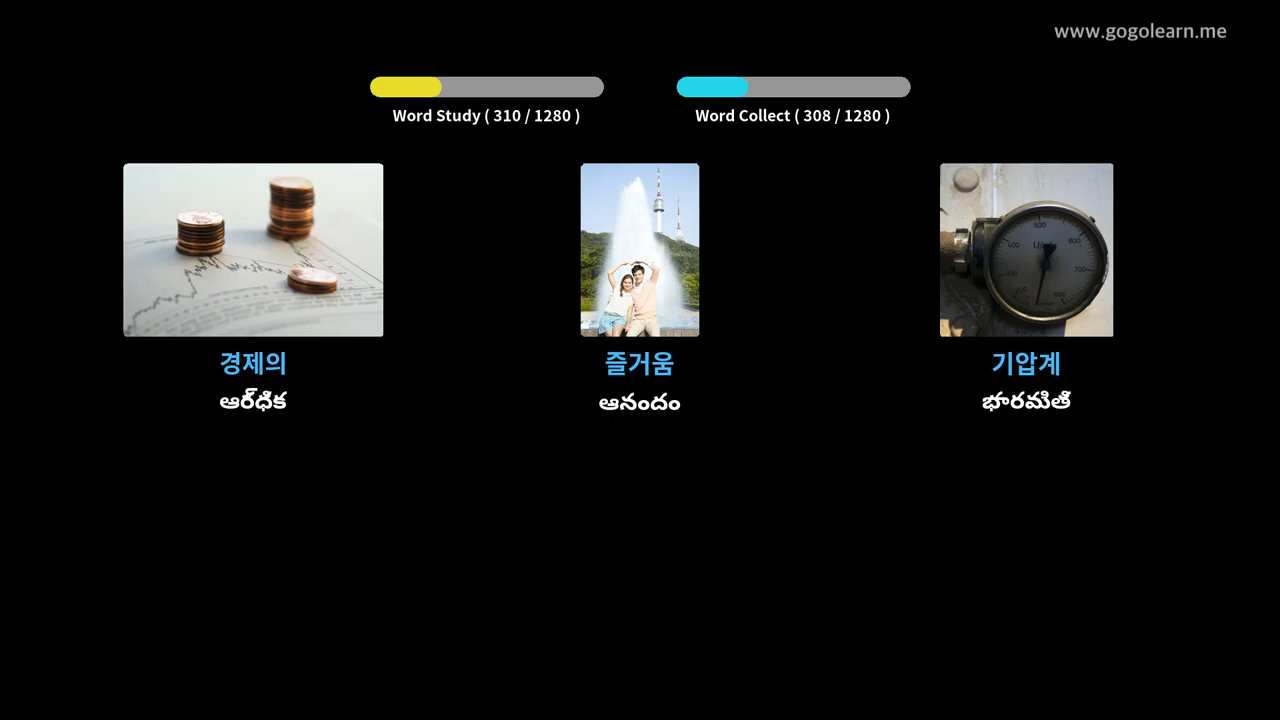 www.gogolearn.me
Word Study ( 310 / 1280 )
Word Collect ( 308 / 1280 )
경제의
ఆర్ధిక
즐거움
ఆనందం
기압계
భారమితి